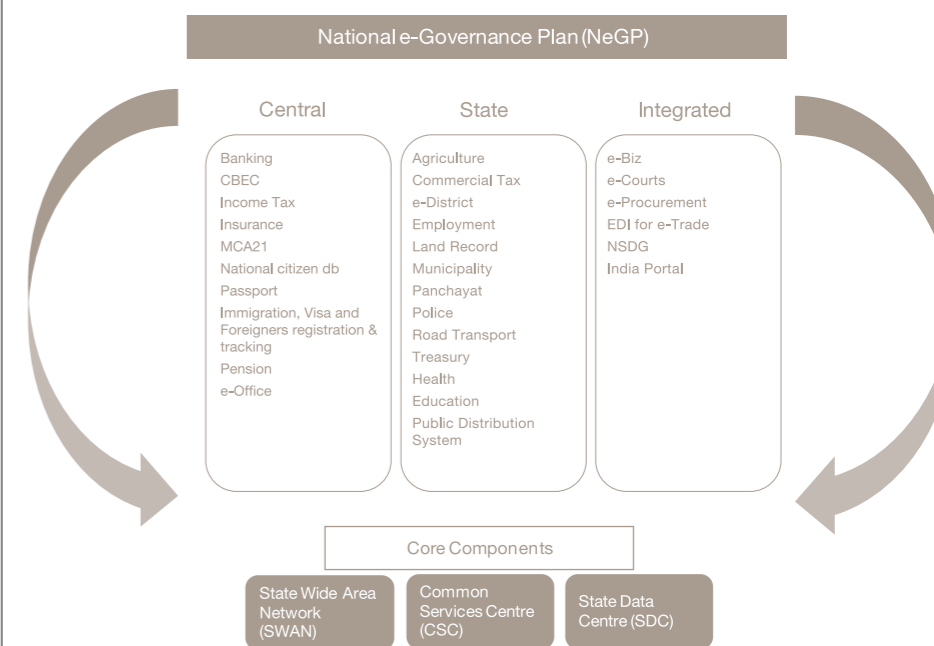 National e-Governance Plan (NeGP)
Central
Banking
CBEC
Income Tax
Insurance
MCA21
National citizen db
Passport
Immigration, Visa and
Foreigners registration &
tracking
Pension
e-Office
State
Agriculture
Commercial Tax
e-District
Employment
Land Record
Municipality
Panchayat
Police
Road Transport
Treasury
Health
Education
Public Distribution
System
Integrated
e-Biz
e-Courts
e-Procurement
EDI for e-Trade
NSDG
India Portal
Core Components
State Wide Area
Network
(SWAN)
Common
Services Centre
(CSC)
State Data
Centre (SDC)